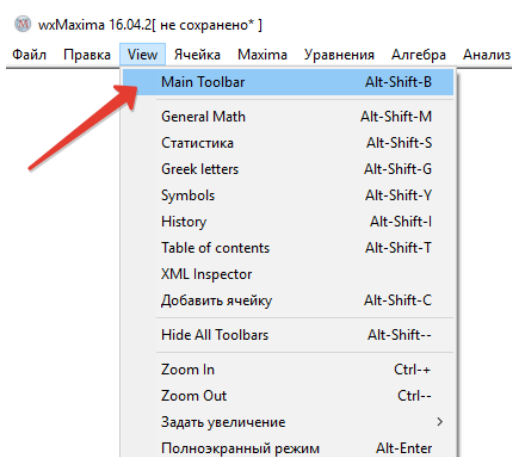 wxMaxima 16.04.2[ не сохранено* ]
Файл Правка View Ячейка Maxima Уравнения Алгебра Анализ
Main Toolbar Alt-Shift-B
General Math Alt-Shift-M
Статистика Alt-Shift-S
Greek letters Alt-Shift-G
Symbols Alt-Shift-Y
History Alt-Shift-I
Table of contents Alt-Shift-T
XML Inspector
Добавить ячейку Alt-Shift-C
Hide All Toolbars Alt-Shift--
Zoom In Ctrl-+
Zoom Out Ctrl--
Задать увеличение >
Полноэкранный режим Alt-Enter